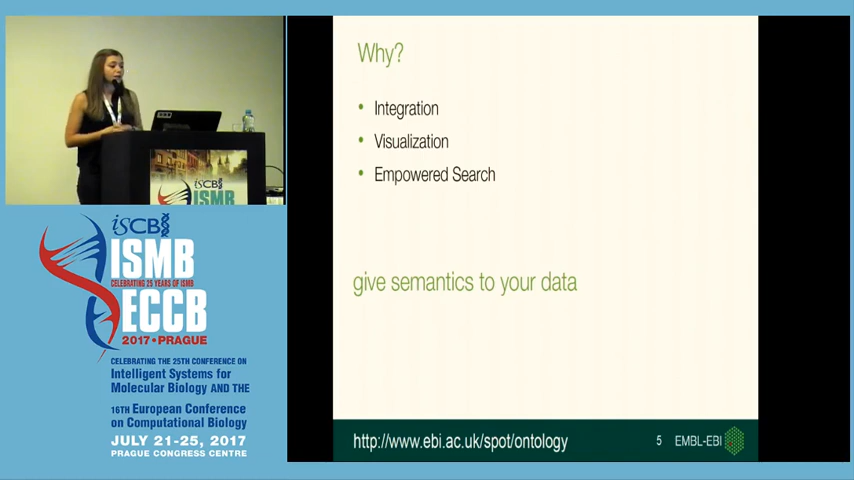 iSCB
ISMB
iSCB
ISMB
CELEBRATING 25 YEARS OF ISMB
ECCB
2017•PRAGUE
CELEBRATING THE 25TH CONFERENCE ON
Intelligent Systems for
Molecular Biology AND THE
16TH European Conference
on Computational Biology
JULY 21-25, 2017
PRAGUE CONGRESS CENTRE
Why?
• Integration
• Visualization
• Empowered Search
give semantics to your data
http://www.ebi.ac.uk/spot/ontology
5 EMBL-EBI